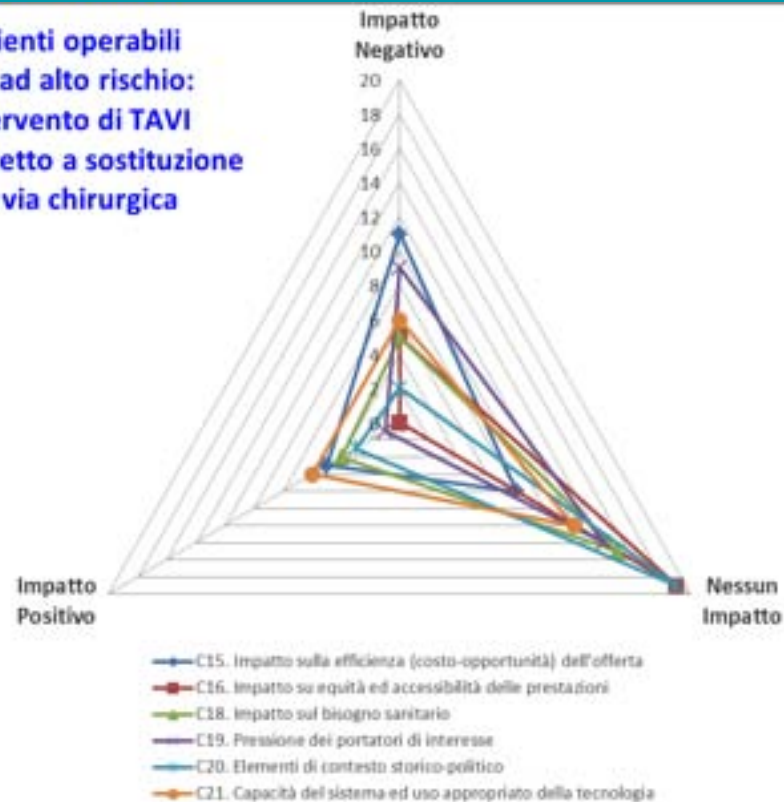 ienti operabili
ad alto rischio:
ervento di TAVI
etto a sostituzione
via chirurgica
Impatto
Negativo
20
18
16
14
12
10
8
6
4
2
0
Impatto
Positivo
Nessun
Impatto
C15. Impatto sulla efficienza (costo-opportunità) dell'offerta
C16. Impatto su equità ed accessibilità delle prestazioni
C18. Impatto sul bisogno sanitario
C19. Pressione dei portatori di interesse
C20. Elementi di contesto storico-politico
C21. Capacità del sistema ed uso appropriato della tecnologia